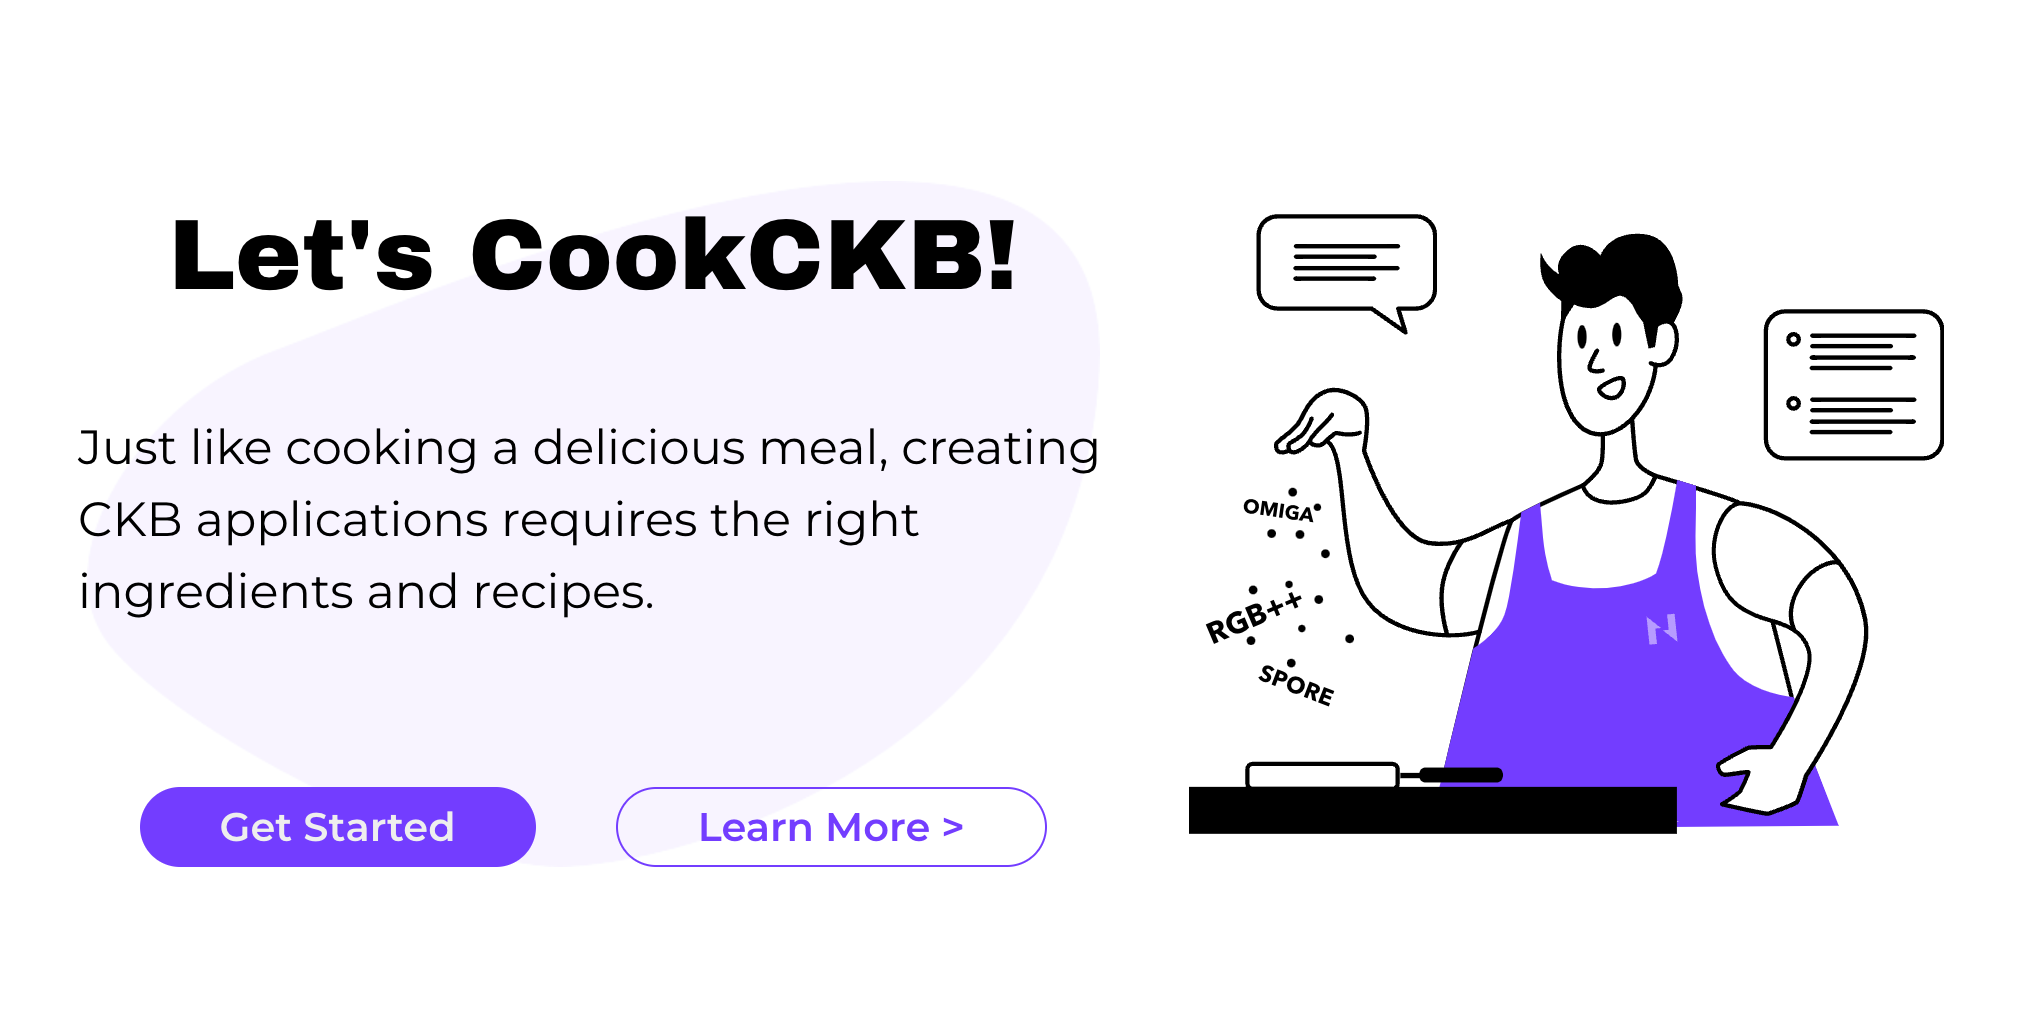 Let's CookCKB!
Just like cooking a delicious meal, creating
CKB applications requires the right
ingredients and recipes.
Get Started
Learn More >
OMIGA
RGB++
SPORE